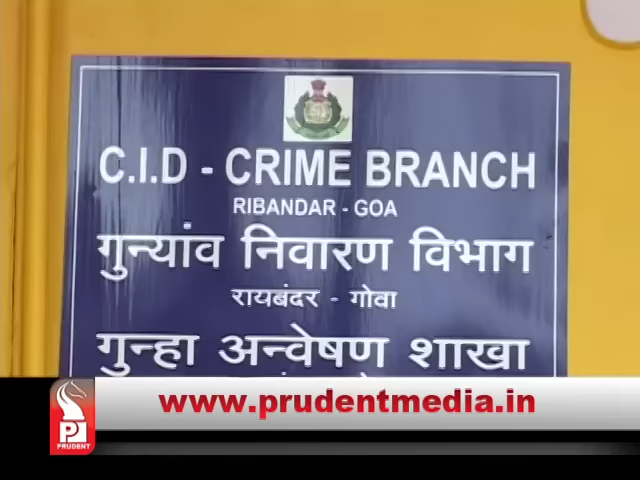 C.I.D - CRIME BRANCH
RIBANDAR - GOA
गुन्यांव निवारण विभाग
रायबंदर - गोवा
गुन्हा अन्वेषण शाखा
www.prudentmedia.in
PRUDENT